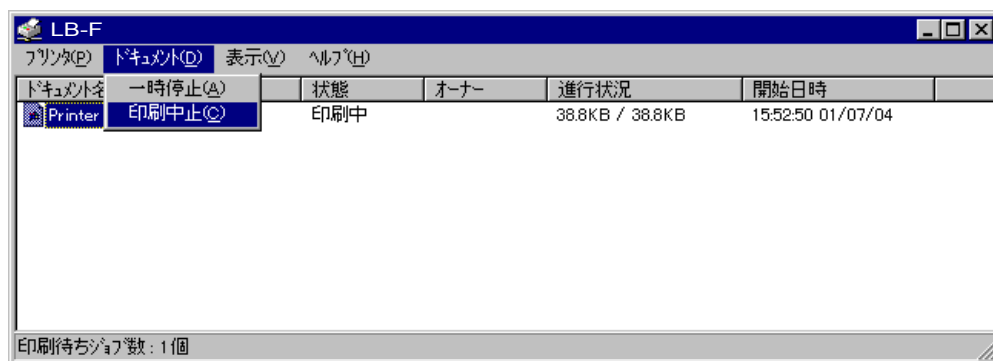 LB-F
プリンタ(P) ドキュメント(D) 表示(V) ヘルプ(H)
ドキュメント名 状態 オーナー 進行状況 開始日時
一時停止(A)
Printer 印刷中 38.8KB / 38.8KB 15:52:50 01/07/04
印刷中止(C)
印刷待ちジョブ数 : 1個